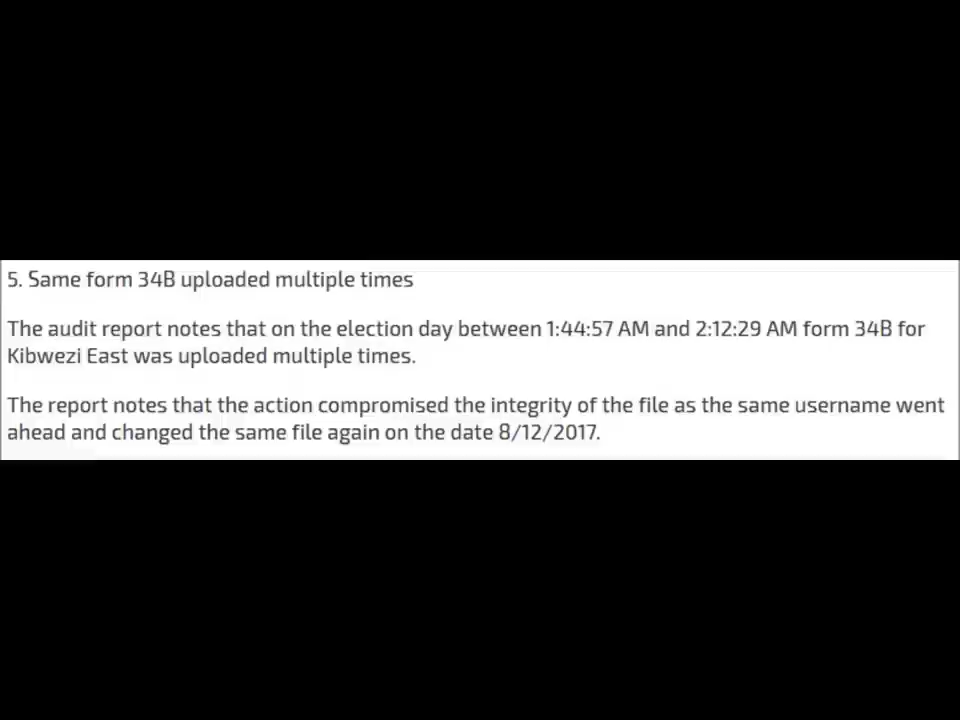 5. Same form 34B uploaded multiple times
The audit report notes that on the election day between 1:44:57 AM and 2:12:29 AM form 34B for
Kibwezi East was uploaded multiple times.
The report notes that the action compromised the integrity of the file as the same username went
ahead and changed the same file again on the date 8/12/2017.